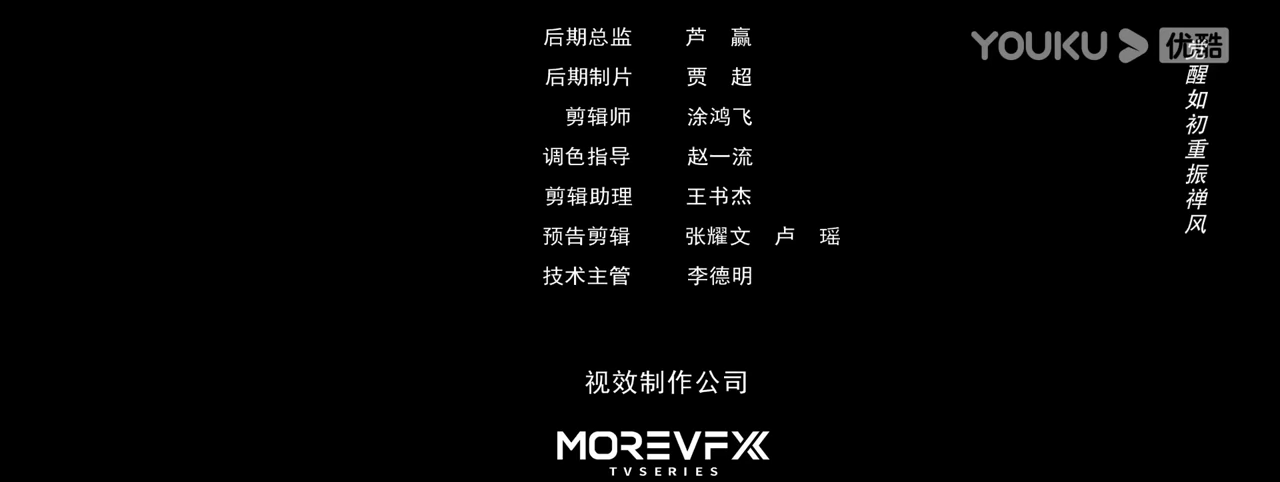 后期总监 芦 赢
后期制片 贾 超
剪辑师 涂鸿飞
调色指导 赵一流
剪辑助理 王书杰
预告剪辑 张耀文 卢 瑶
技术主管 李德明
视效制作公司
MOREVFX
TVSERIES
YOUKU 优酷
觉醒如初重振禅风